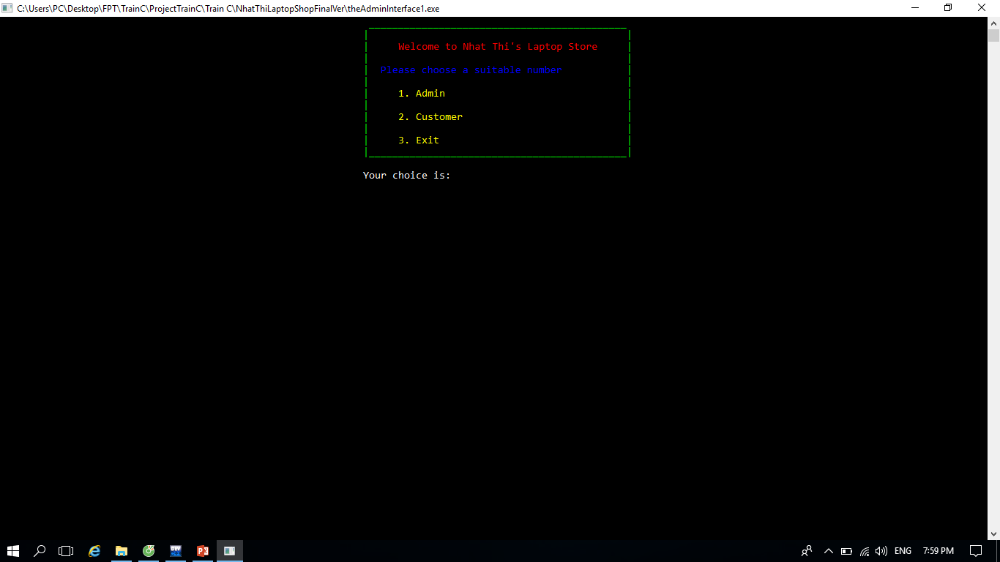 C:\Users\PC\Desktop\FPT\TrainC\ProjectTrainC\Train C\NhatThiLaptopShopFinalVer\theAdminInterface1.exe
Welcome to Nhat Thi's Laptop Store
Please choose a suitable number
1. Admin
2. Customer
3. Exit
Your choice is:
DEV
ENG
7:59 PM